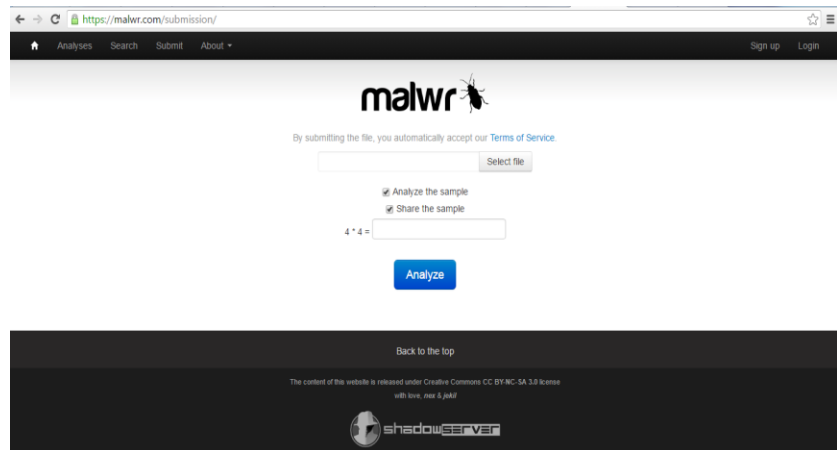 https://malwr.com/submission/
Analyses Search Submit About Sign up Login
malwr
By submitting the file, you automatically accept our Terms of Service.
Select file
Analyze the sample
Share the sample
4 * 4 =
Analyze
Back to the top
The content of this website is released under Creative Commons CC BY-NC-SA 3.0 license
with love, nex & jekil
shadowserver